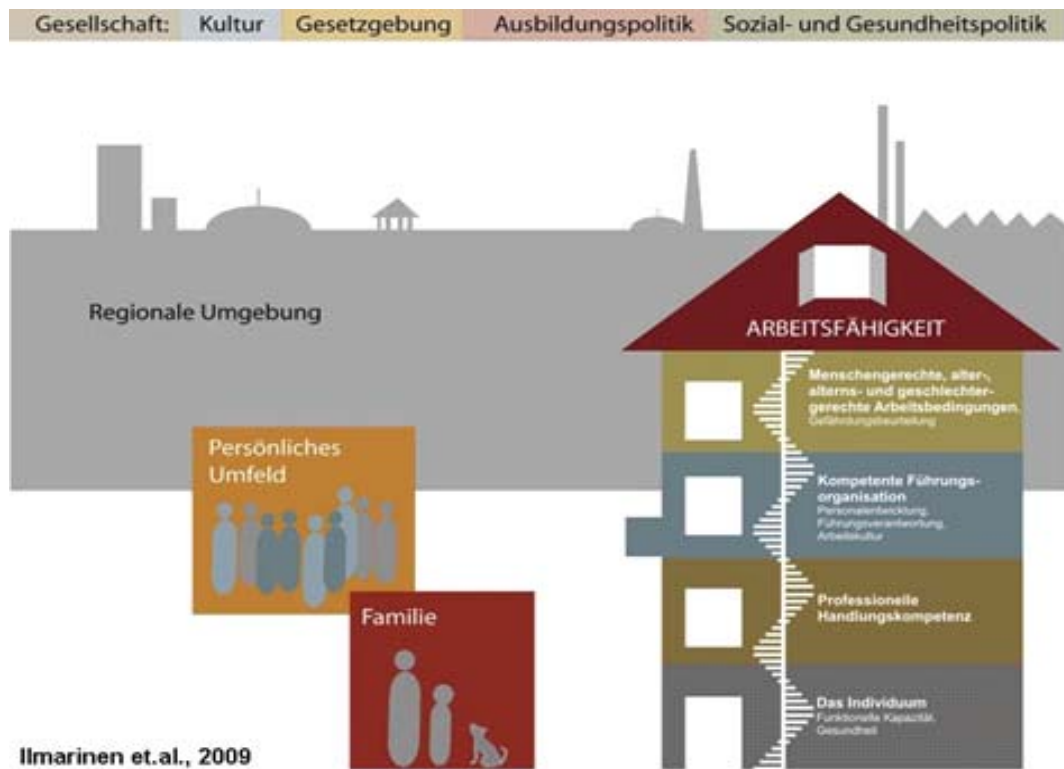 Gesellschaft: Kultur Gesetzgebung Ausbildungspolitik Sozial- und Gesundheitspolitik
Regionale Umgebung
ARBEITSFÄHIGKEIT
Menschengerechte, alter-,
alterns- und geschlechter-
gerechte Arbeitsbedingungen.
Gefährdungsbeurteilung
Persönliches
Umfeld
Kompetente Führungs-
organisation
Personalentwicklung,
Führungsverantwortung,
Arbeitskultur
Professionelle
Handlungskompetenz
Familie
Das Individuum
Funktionelle Kapazität,
Gesundheit
Ilmarinen et.al., 2009